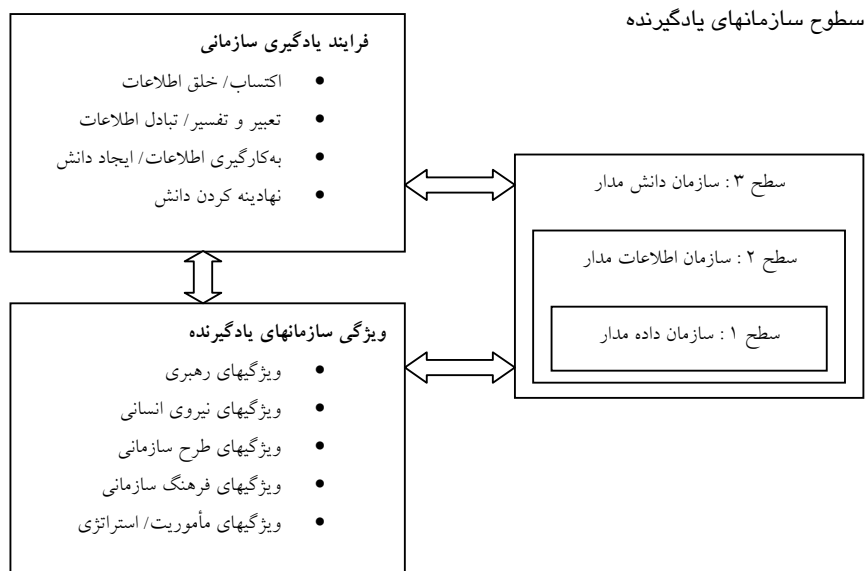 سطوح سازمانهای یادگیرنده
فرایند یادگیری سازمانی
• اکتساب/ خلق اطلاعات
• تعبیر و تفسیر/ تبادل اطلاعات
• به‌کارگیری اطلاعات/ ایجاد دانش
• نهادینه کردن دانش
سطح ۳ : سازمان دانش مدار
سطح ۲ : سازمان اطلاعات مدار
سطح ۱ : سازمان داده مدار
ویژگی سازمانهای یادگیرنده
• ویژگیهای رهبری
• ویژگیهای نیروی انسانی
• ویژگیهای طرح سازمانی
• ویژگیهای فرهنگ سازمانی
• ویژگیهای مأموریت/ استراتژی